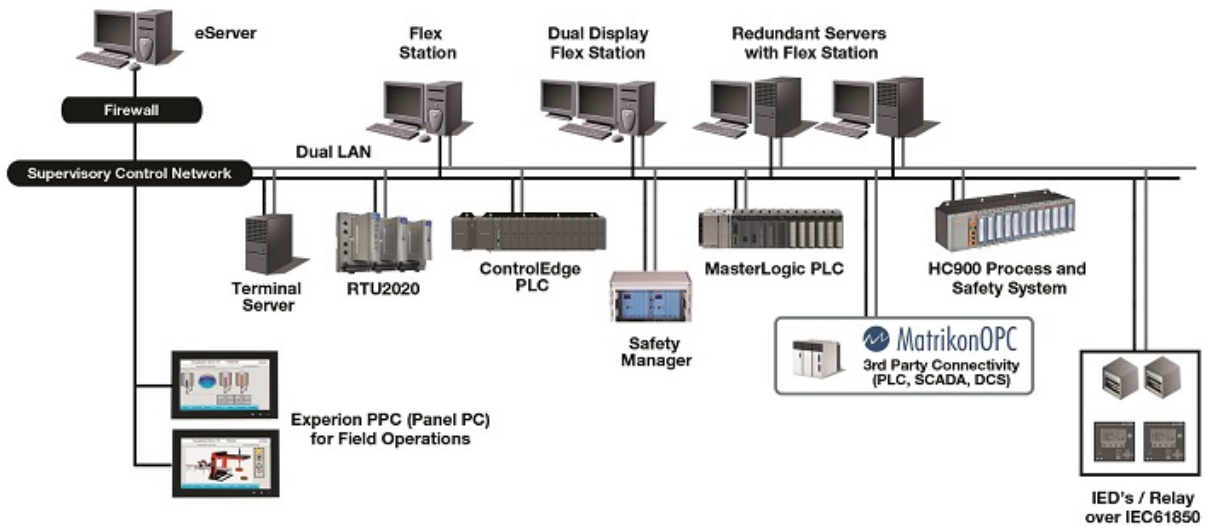 eServer
Flex
Station
Dual Display
Flex Station
Redundant Servers
with Flex Station
Firewall
Dual LAN
Supervisory Control Network
Terminal
Server
RTU2020
ControlEdge
PLC
Safety
Manager
MasterLogic PLC
HC900 Process and
Safety System
MatrikonOPC
3rd Party Connectivity
(PLC, SCADA, DCS)
Experion PPC (Panel PC)
for Field Operations
IED's / Relay
over IEC61850